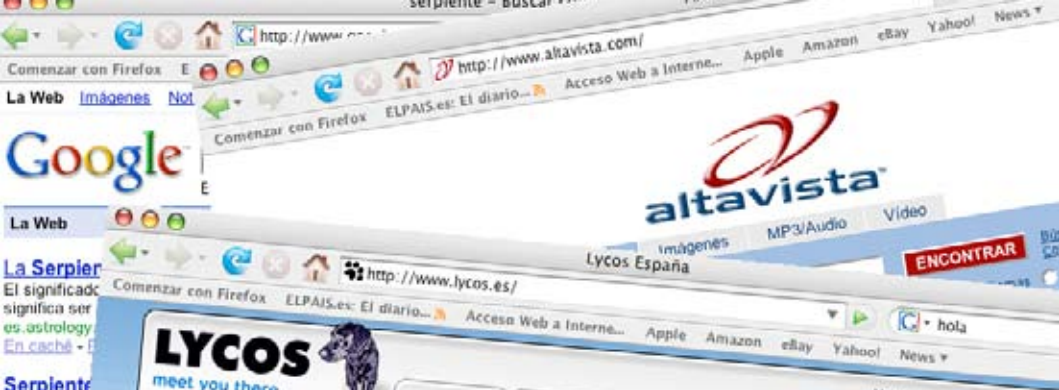 serpiente - Buscar
http://www
Comenzar con Firefox E
La Web Imágenes Not
Google
E
La Web
La Serpien
El significado
significa ser
es.astrology
En caché -
Serpiente
http://www.altavista.com/
Comenzar con Firefox ELPAIS.es: El diario... Acceso Web a Interne... Apple Amazon eBay Yahoo! News
altavista
Imágenes MP3/Audio Video
ENCONTRAR
Lycos España
http://www.lycos.es/
hola
Comenzar con Firefox ELPAIS.es: El diario... Acceso Web a Interne... Apple Amazon eBay Yahoo! News
LYCOS
meet you there